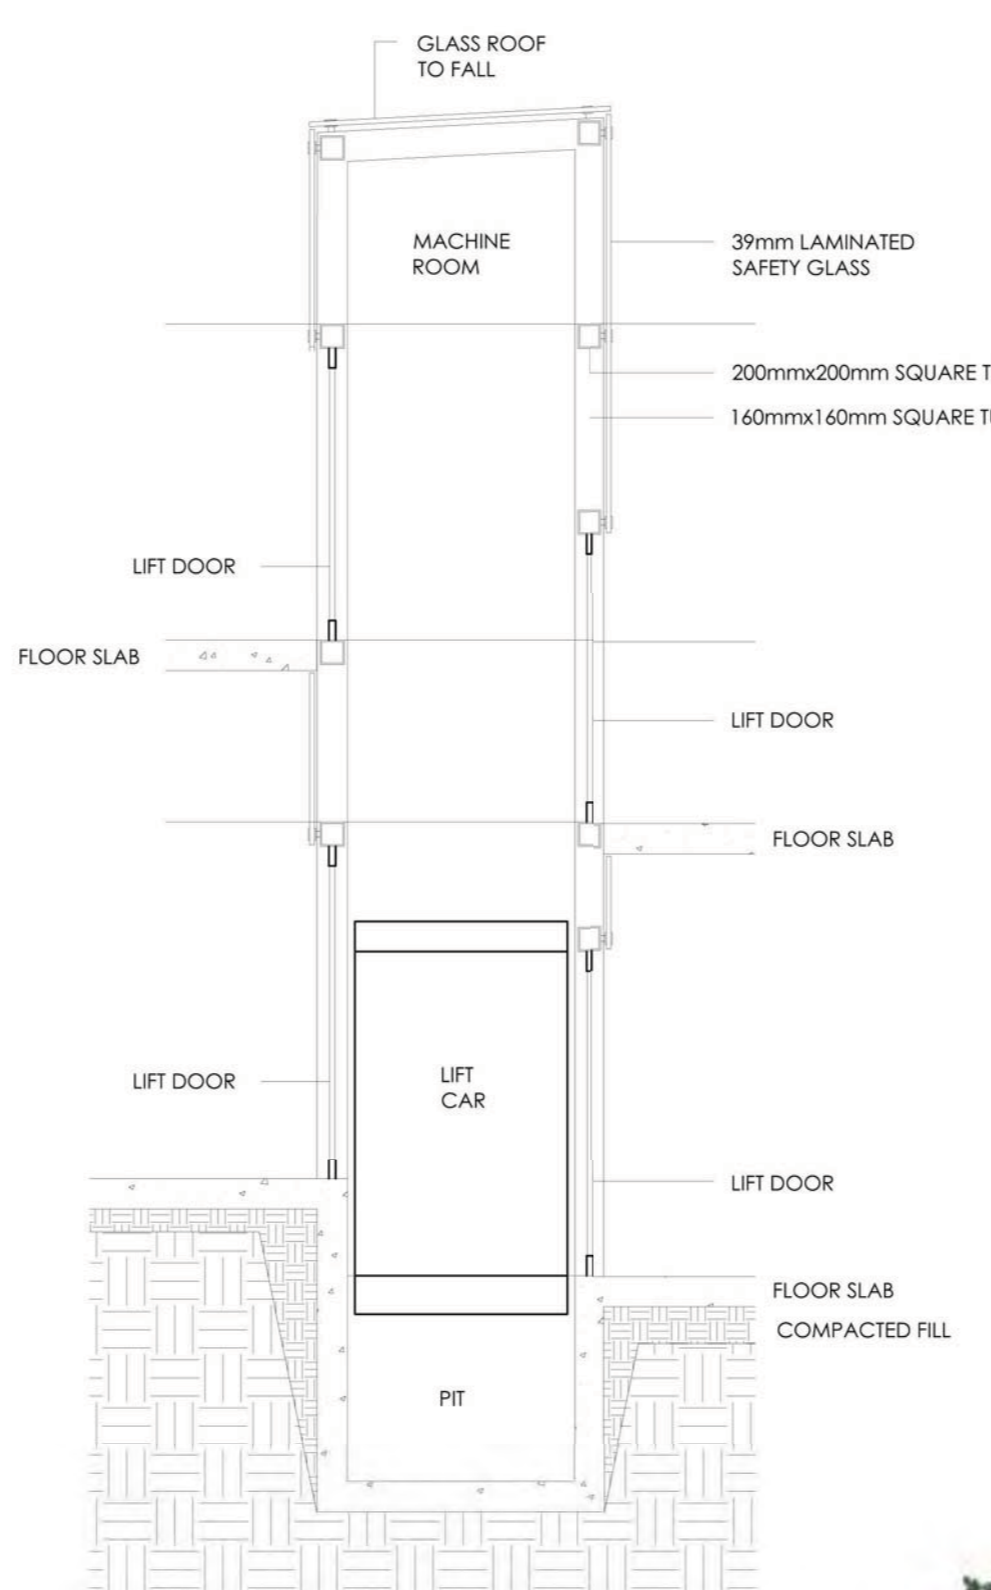 GLASS ROOF
TO FALL
MACHINE
ROOM
39mm LAMINATED
SAFETY GLASS
200mmx200mm SQUARE
160mmx160mm SQUARE
LIFT DOOR
FLOOR SLAB
LIFT DOOR
FLOOR SLAB
LIFT
CAR
LIFT DOOR
LIFT DOOR
FLOOR SLAB
COMPACTED FILL
PIT